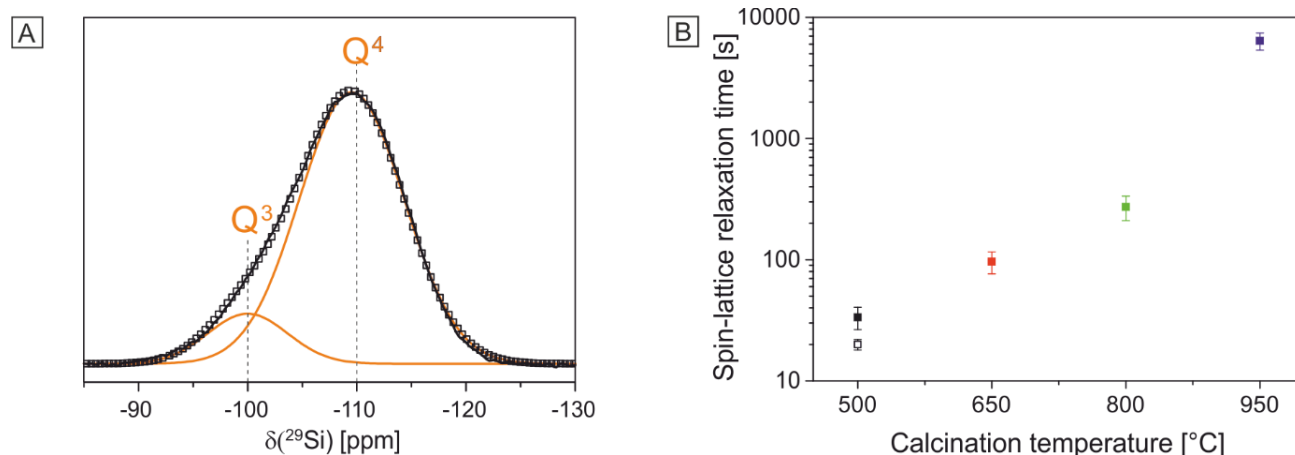 A
Q³
Q⁴
-90
-100
-110
-120
-130
δ(²⁹Si) [ppm]
B
Spin-lattice relaxation time [s]
10000
1000
100
10
500
650
800
950
Calcination temperature [°C]